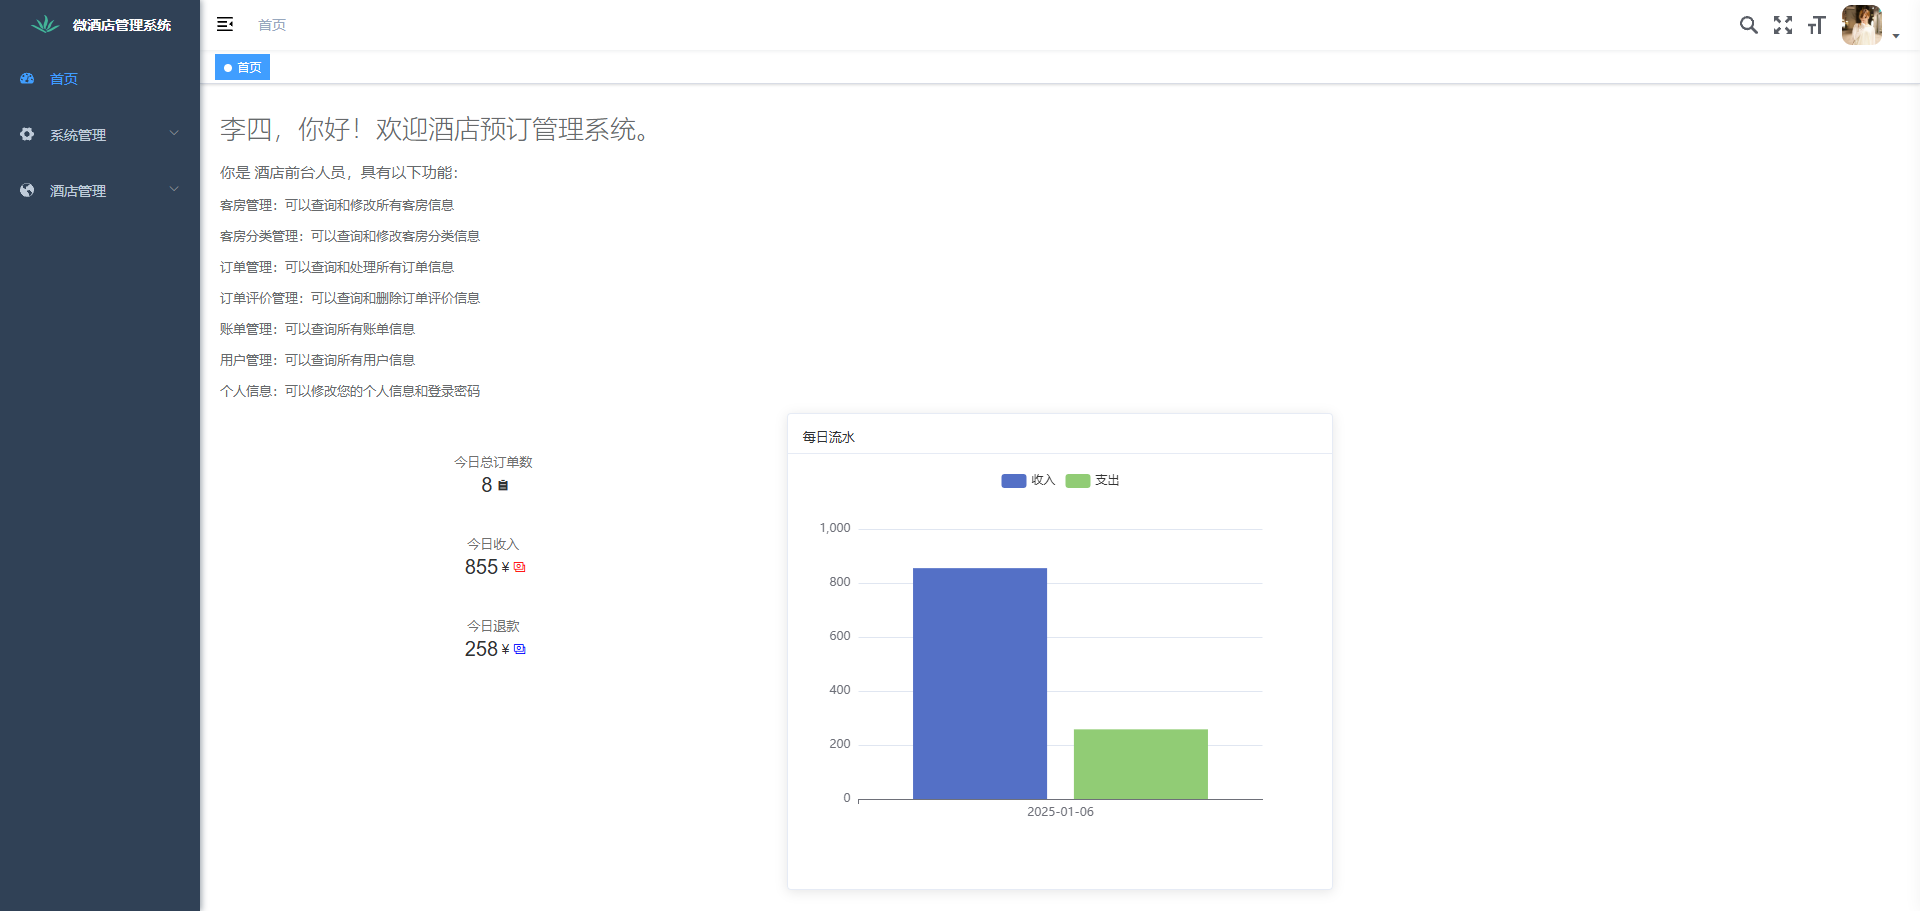 微酒店管理系统
首页
系统管理
酒店管理
首页
首页
李四，你好！欢迎酒店预订管理系统。
你是 酒店前台人员，具有以下功能：
客房管理：可以查询和修改所有客房信息
客房分类管理：可以查询和修改客房分类信息
订单管理：可以查询和处理所有订单信息
订单评价管理：可以查询和删除订单评价信息
账单管理：可以查询所有账单信息
用户管理：可以查询所有用户信息
个人信息：可以修改您的个人信息和登录密码
今日总订单数
8
今日收入
855 ¥
今日退款
258 ¥
每日流水
收入 支出
1,000
800
600
400
200
0
2025-01-06